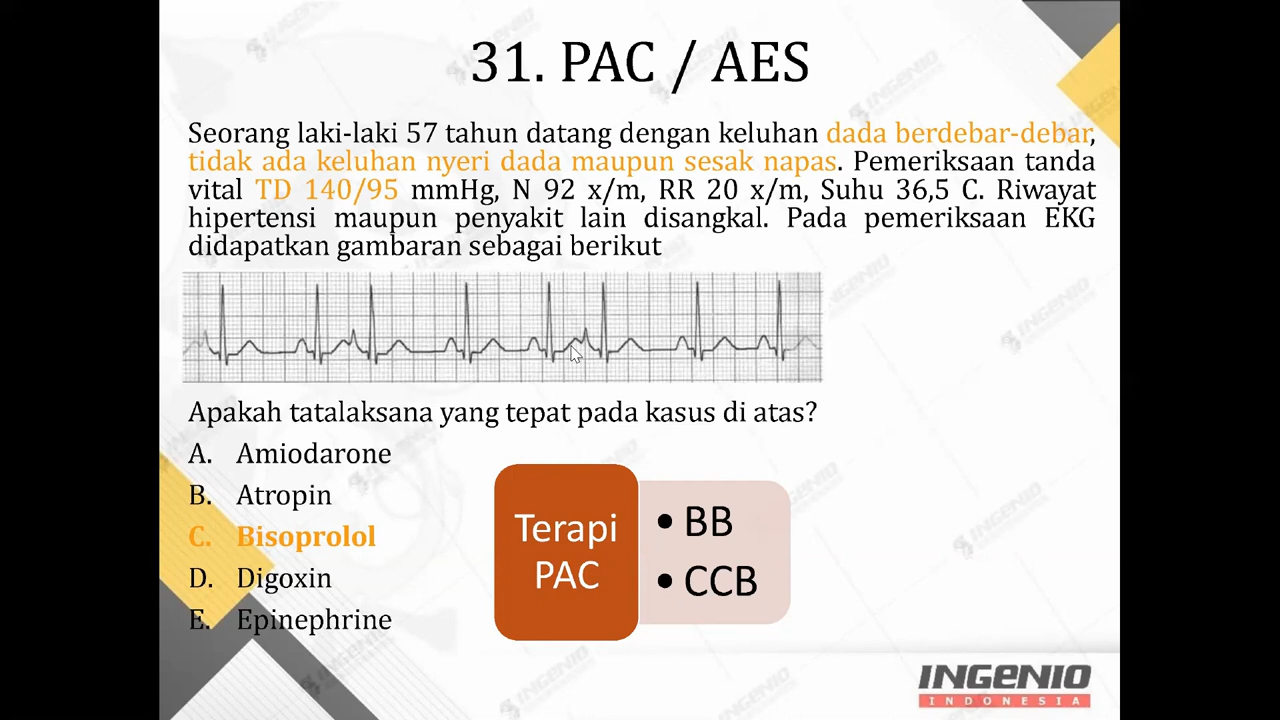 31. PAC / AES
Seorang laki-laki 57 tahun datang dengan keluhan dada berdebar-debar,
tidak ada keluhan nyeri dada maupun sesak napas. Pemeriksaan tanda
vital TD 140/95 mmHg, N 92 x/m, RR 20 x/m, Suhu 36,5 C. Riwayat
hipertensi maupun penyakit lain disangkal. Pada pemeriksaan EKG
didapatkan gambaran sebagai berikut
Apakah tatalaksana yang tepat pada kasus di atas?
A. Amiodarone
B. Atropin
C. Bisoprolol
D. Digoxin
E. Epinephrine
Terapi
PAC
• BB
• CCB
INGENIO
INDONESIA